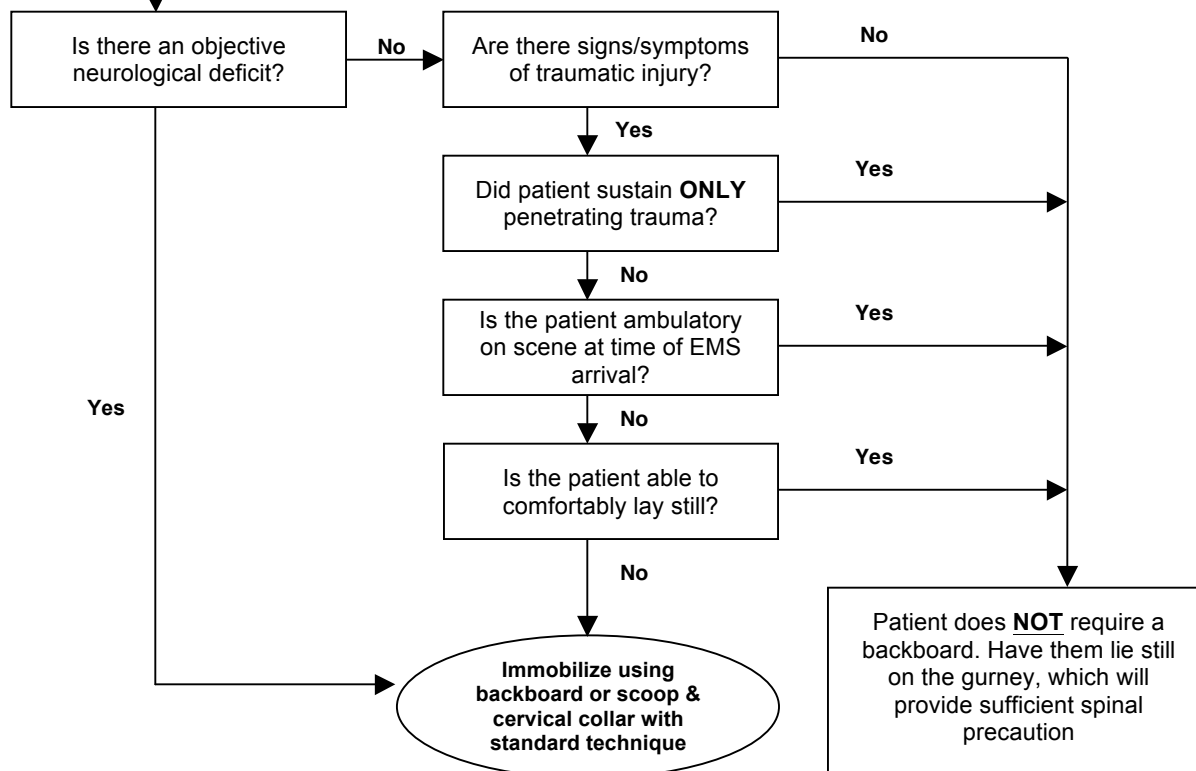 Is there an objective
neurological deficit?
No
Are there signs/symptoms
of traumatic injury?
No
Yes
Did patient sustain ONLY
penetrating trauma?
Yes
No
Is the patient ambulatory
on scene at time of EMS
arrival?
Yes
Yes
No
Is the patient able to
comfortably lay still?
Yes
No
Immobilize using
backboard or scoop &
cervical collar with
standard technique
Patient does NOT require a
backboard. Have them lie still
on the gurney, which will
provide sufficient spinal
precaution